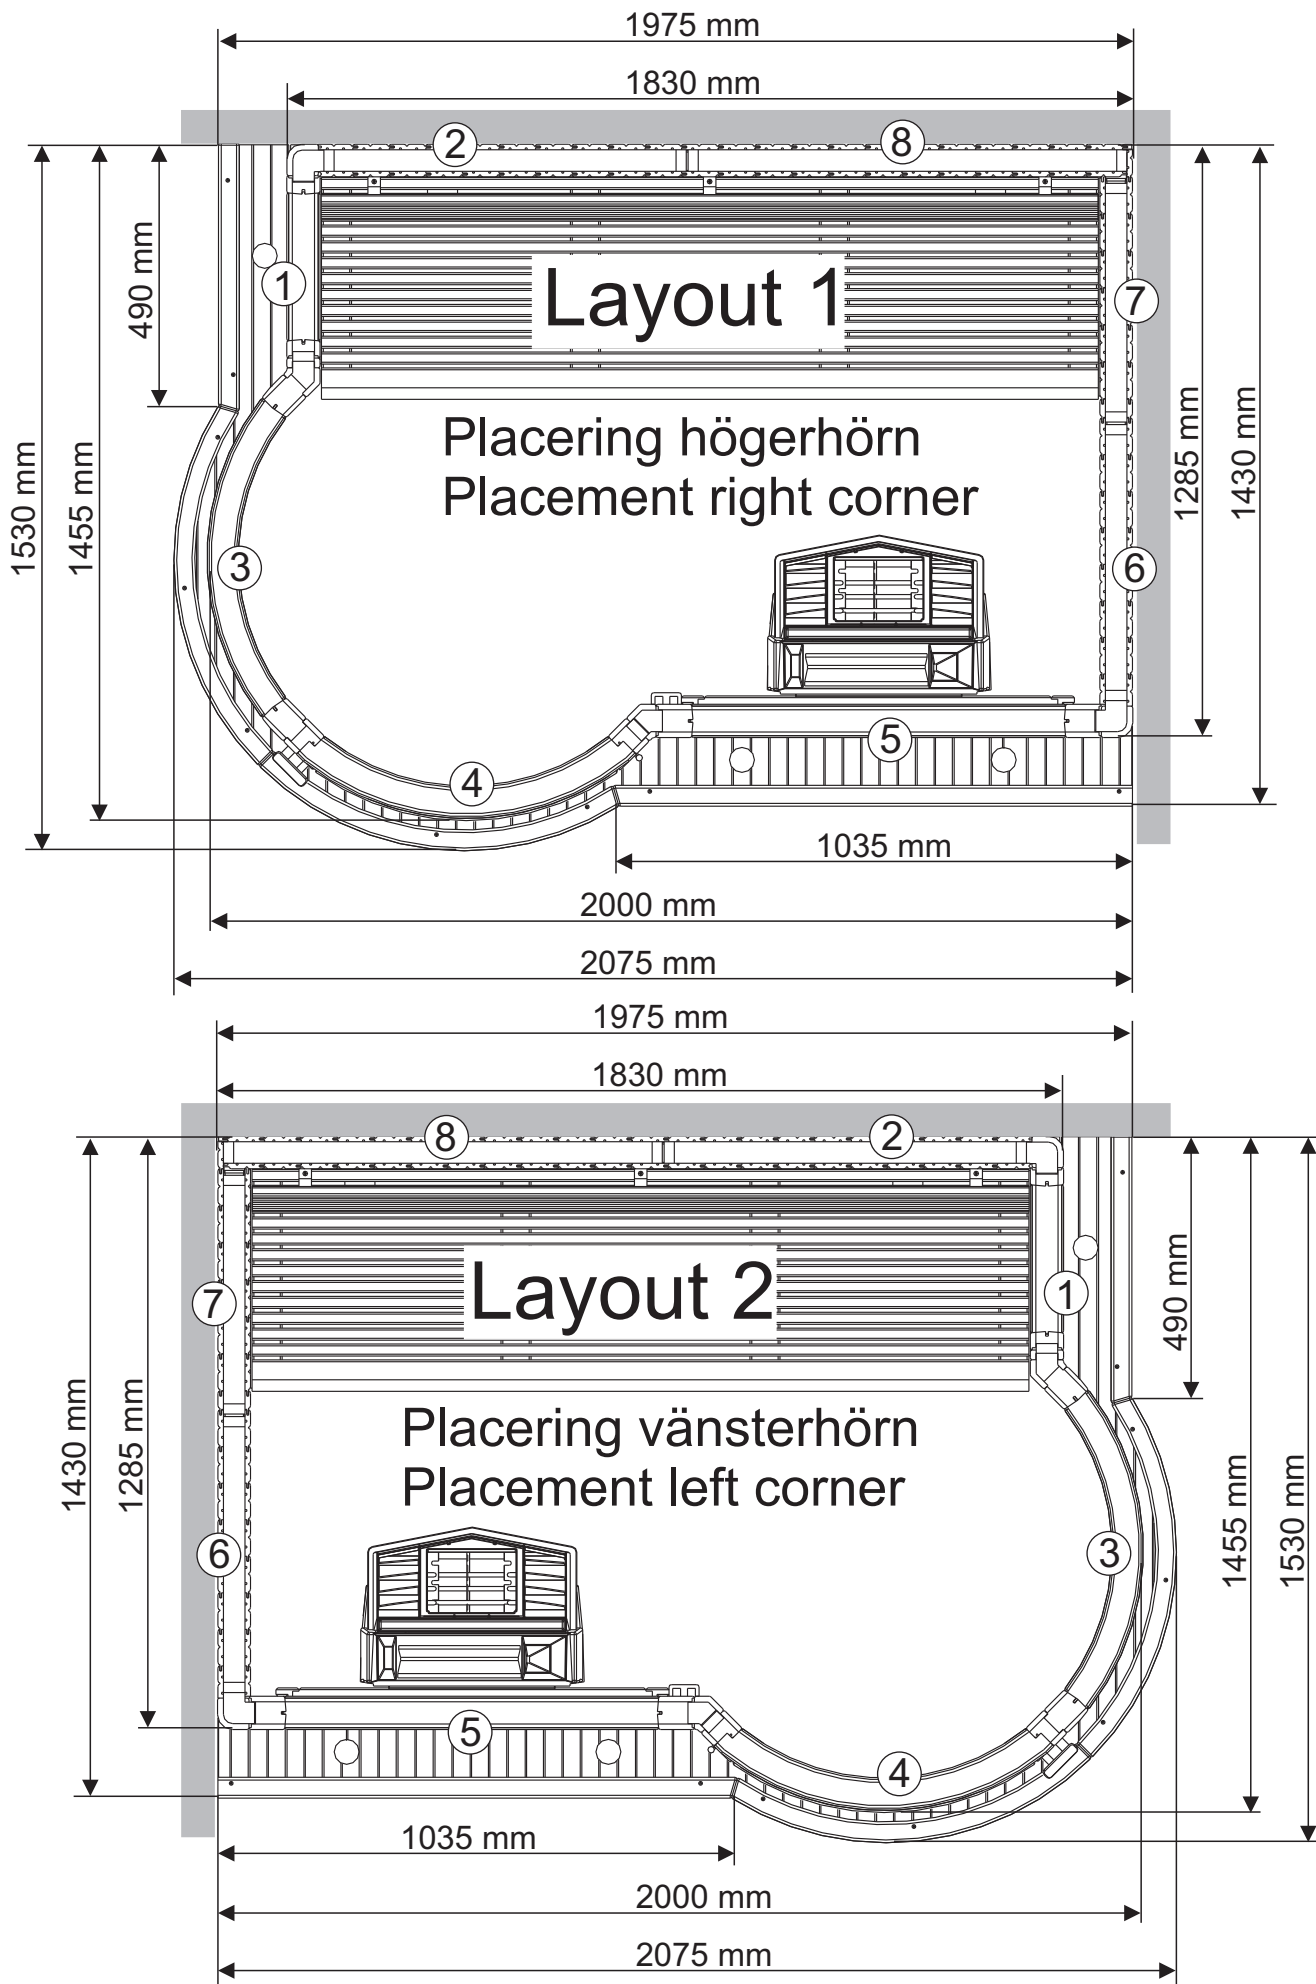 1975 mm
1830 mm
2
8
490 mm
1
Layout 1
7
Placering högerhörn
Placement right corner
1530 mm
1455 mm
1285 mm
1430 mm
3
6
5
4
1035 mm
2000 mm
2075 mm
1975 mm
1830 mm
8
2
7
Layout 2
1
490 mm
Placering vänsterhörn
Placement left corner
1430 mm
1285 mm
1455 mm
1530 mm
6
3
5
4
1035 mm
2000 mm
2075 mm